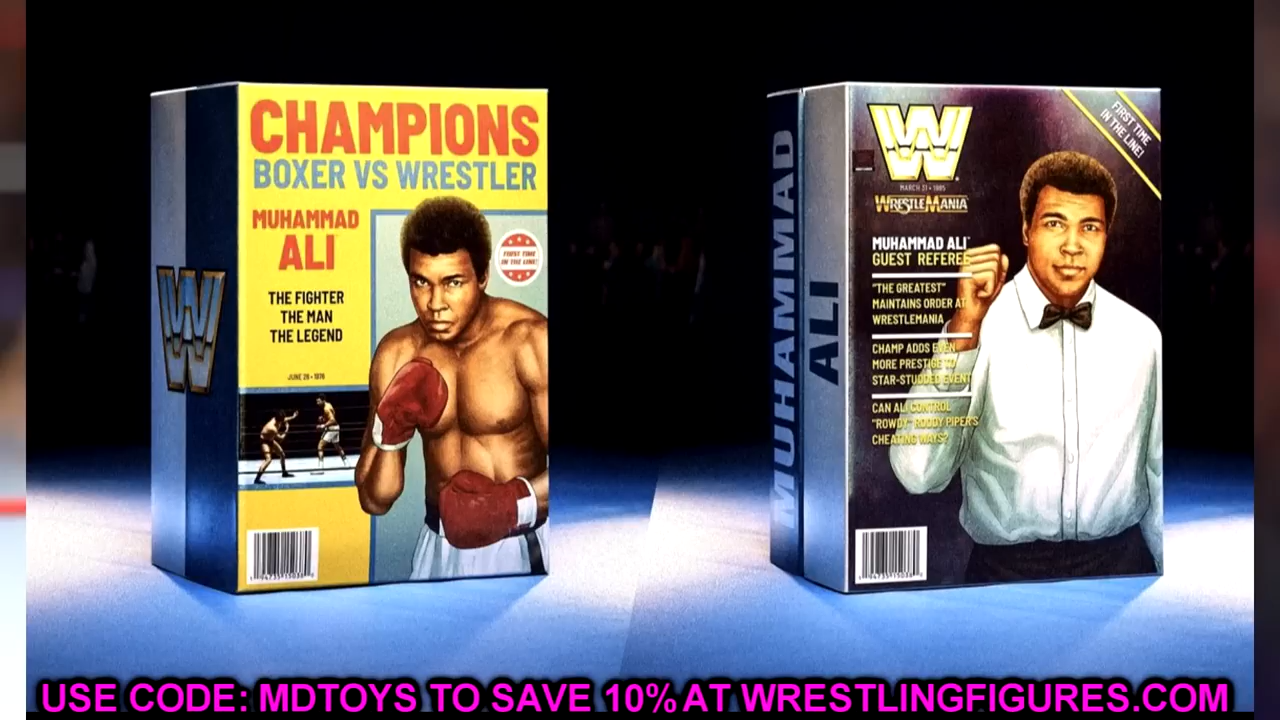 CHAMPIONS
BOXER VS WRESTLER
MUHAMMAD
ALI
FIRST TIME
IN THE LINE!
THE FIGHTER
THE MAN
THE LEGEND
JUNE 26 • 1976
W
MUHAMMAD
ALI
W
FIRST TIME
IN THE LINE!
MARCH 31 • 1985
WRESTLEMANIA
MUHAMMAD ALI
GUEST REFEREE
"THE GREATEST"
MAINTAINS ORDER AT
WRESTLEMANIA
CHAMP ADDS EVEN
MORE PRESTIGE TO
STAR-STUDDED EVENT
CAN ALI CONTROL
"ROWDY" RODDY PIPER'S
CHEATING WAYS?
USE CODE: MDTOYS TO SAVE 10% AT WRESTLINGFIGURES.COM